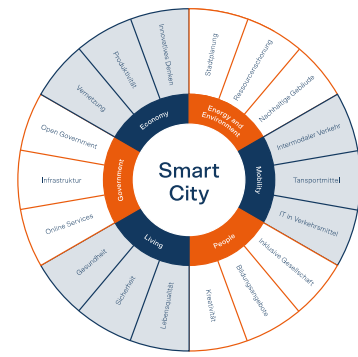 Smart
City
Energy and
Environment
Stadtplanung
Ressourcenschonung
Nachhaltige Gebäude
Mobility
Intermodaler Verkehr
Tansportmittel
IT in Verkehrsmittel
People
Inklusive Gesellschaft
Bildungsangebote
Kreativität
Living
Lebensqualität
Sicherheit
Gesundheit
Government
Online Services
Infrastruktur
Open Government
Economy
Vernetzung
Produktivität
Innovatives Denken